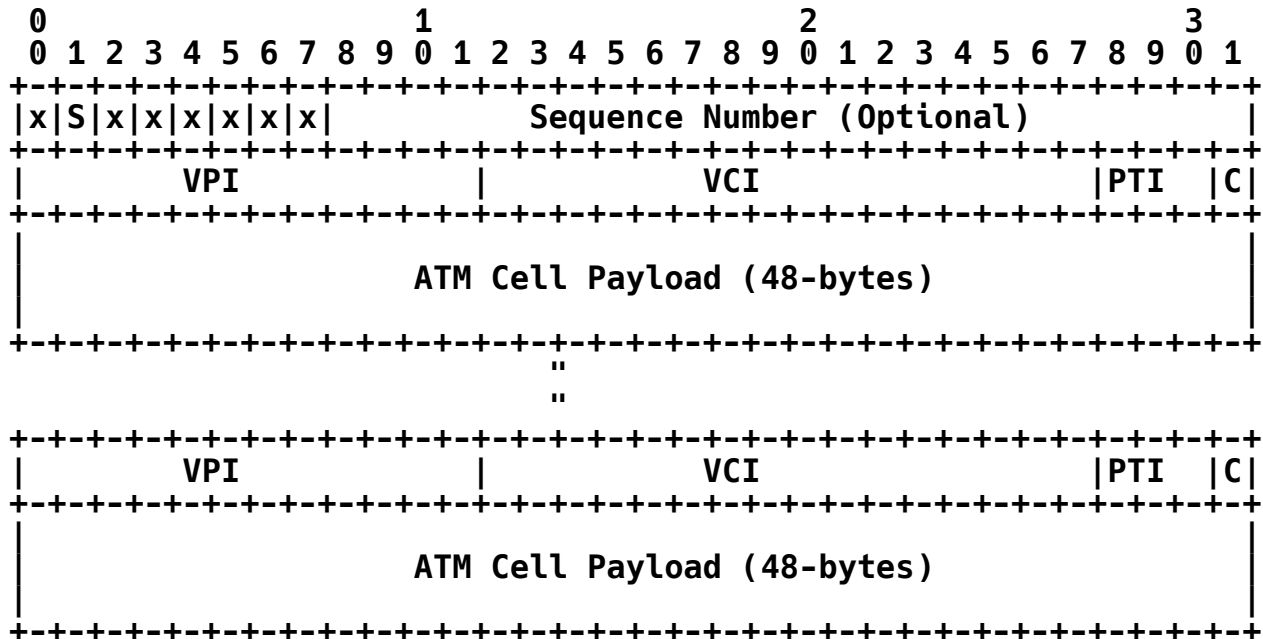 0                   1                   2                   3
 0 1 2 3 4 5 6 7 8 9 0 1 2 3 4 5 6 7 8 9 0 1 2 3 4 5 6 7 8 9 0 1
+-+-+-+-+-+-+-+-+-+-+-+-+-+-+-+-+-+-+-+-+-+-+-+-+-+-+-+-+-+-+-+-+
|x|S|x|x|x|x|x|x|          Sequence Number (Optional)           |
+-+-+-+-+-+-+-+-+-+-+-+-+-+-+-+-+-+-+-+-+-+-+-+-+-+-+-+-+-+-+-+-+
|        VPI            |           VCI                 |PTI  |C|
+-+-+-+-+-+-+-+-+-+-+-+-+-+-+-+-+-+-+-+-+-+-+-+-+-+-+-+-+-+-+-+-+
|                                                               |
|                    ATM Cell Payload (48-bytes)                |
|                                                               |
+-+-+-+-+-+-+-+-+-+-+-+-+-+-+-+-+-+-+-+-+-+-+-+-+-+-+-+-+-+-+-+-+
                            "
                            "
+-+-+-+-+-+-+-+-+-+-+-+-+-+-+-+-+-+-+-+-+-+-+-+-+-+-+-+-+-+-+-+-+
|        VPI            |           VCI                 |PTI  |C|
+-+-+-+-+-+-+-+-+-+-+-+-+-+-+-+-+-+-+-+-+-+-+-+-+-+-+-+-+-+-+-+-+
|                                                               |
|                    ATM Cell Payload (48-bytes)                |
|                                                               |
+-+-+-+-+-+-+-+-+-+-+-+-+-+-+-+-+-+-+-+-+-+-+-+-+-+-+-+-+-+-+-+-+